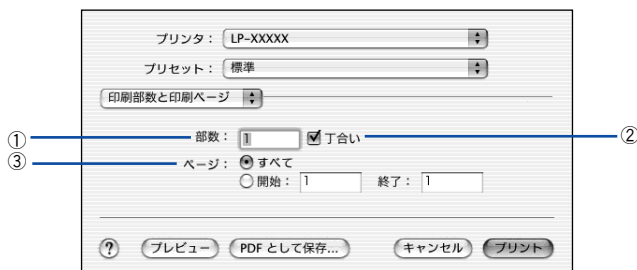 プリンタ： LP-XXXXX
プリセット： 標準
印刷部数と印刷ページ
① 部数： 1 丁合い ②
③ ページ： すべて
開始： 1 終了： 1
? プレビュー PDF として保存... キャンセル プリント